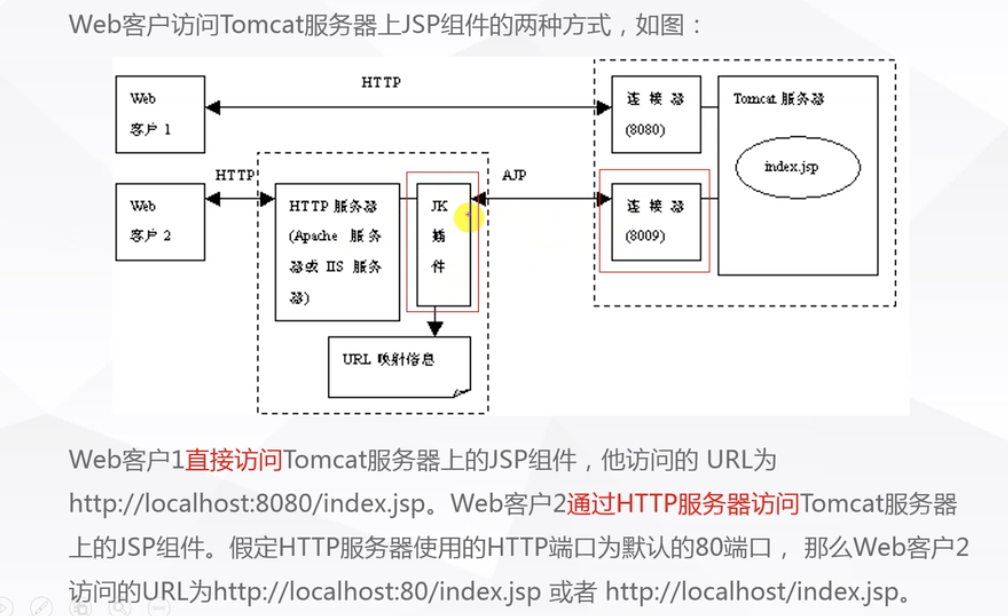 Web客户访问Tomcat服务器上JSP组件的两种方式，如图：
HTTP
Web
客户 1
连接器
(8080)
Tomcat 服务器
index.jsp
HTTP
AJP
Web
客户 2
HTTP 服务器
(Apache 服务
器或 IIS 服务
器)
JK
插
件
连接器
(8009)
URL 映射信息
Web客户1直接访问Tomcat服务器上的JSP组件，他访问的 URL为
http://localhost:8080/index.jsp。Web客户2通过HTTP服务器访问Tomcat服务器
上的JSP组件。假定HTTP服务器使用的HTTP端口为默认的80端口， 那么Web客户2
访问的URL为http://localhost:80/index.jsp 或者 http://localhost/index.jsp。